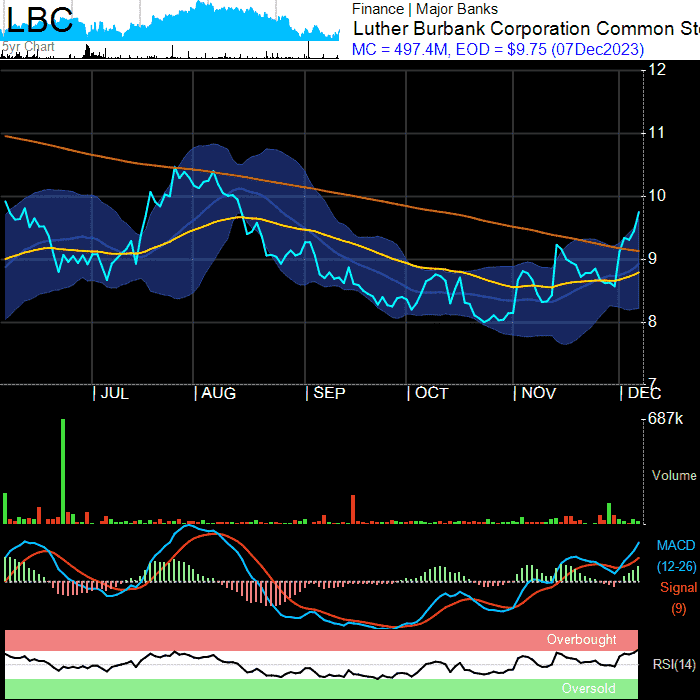 LBC
5yr Chart
Finance | Major Banks
Luther Burbank Corporation Common Sto
MC = 497.4M, EOD = $9.75 (07Dec2023)
12
11
10
9
8
7
JUL
AUG
SEP
OCT
NOV
DEC
687k
Volume
MACD
(12-26)
Signal
(9)
Overbought
RSI(14)
Oversold